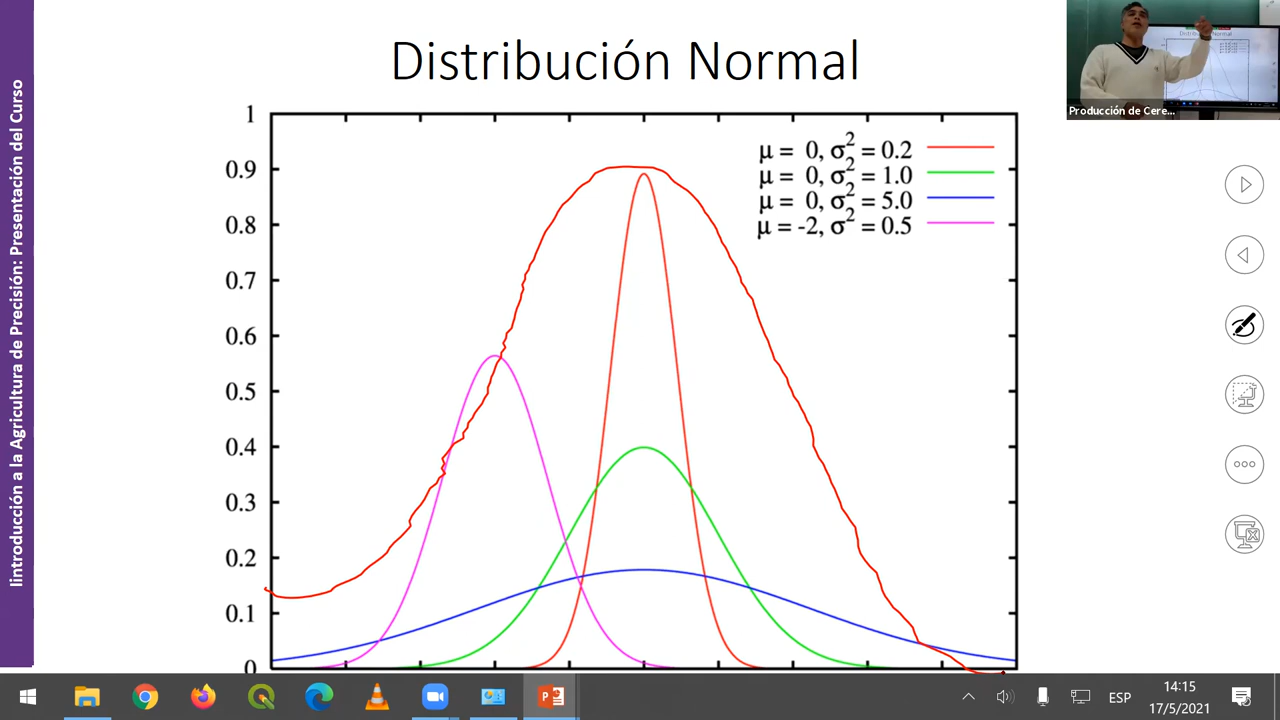 Distribución Normal
Iintroducción a la Agricultura de Precisión: Presentación del Curso
Distribución Normal
Producción de Cere...
1
0.9
0.8
0.7
0.6
0.5
0.4
0.3
0.2
0.1
0
μ = 0, σ² = 0.2
μ = 0, σ² = 1.0
μ = 0, σ² = 5.0
μ = -2, σ² = 0.5
ESP
14:15
17/5/2021